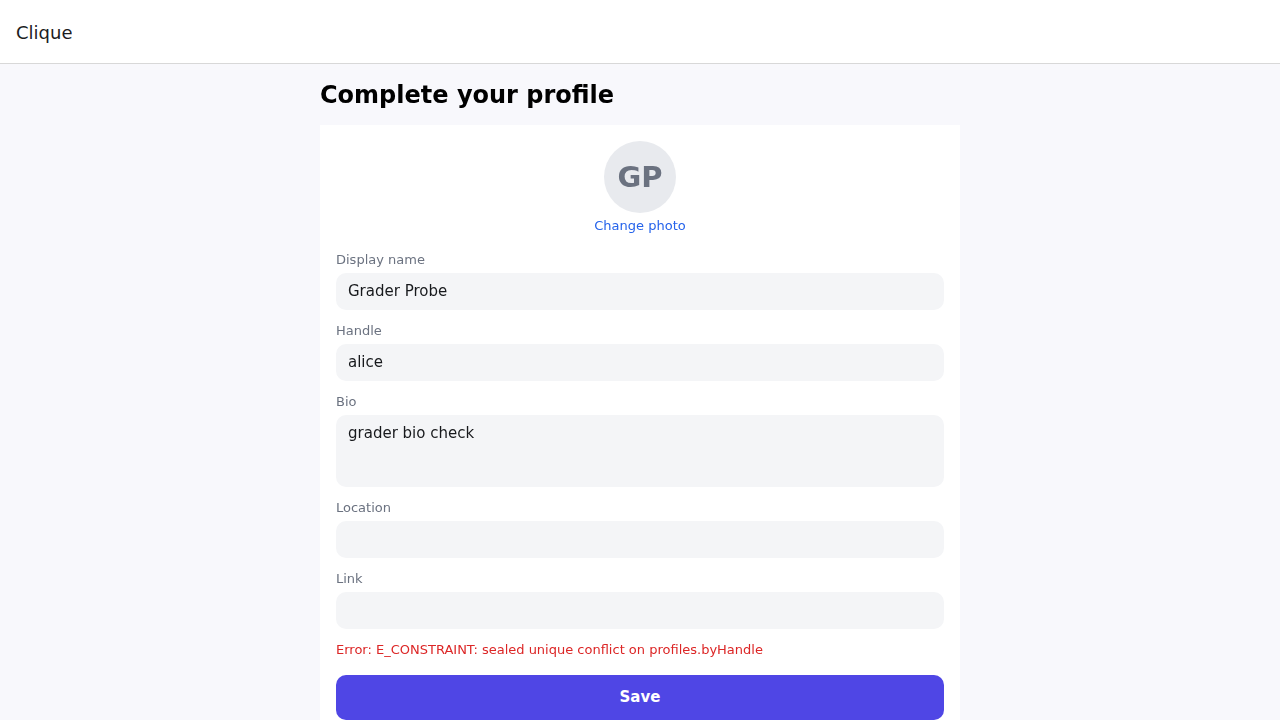 Clique
Complete your profile
GP
Change photo
Display name
Grader Probe
Handle
alice
Bio
grader bio check
Location
Link
Error: E_CONSTRAINT: sealed unique conflict on profiles.byHandle
Save